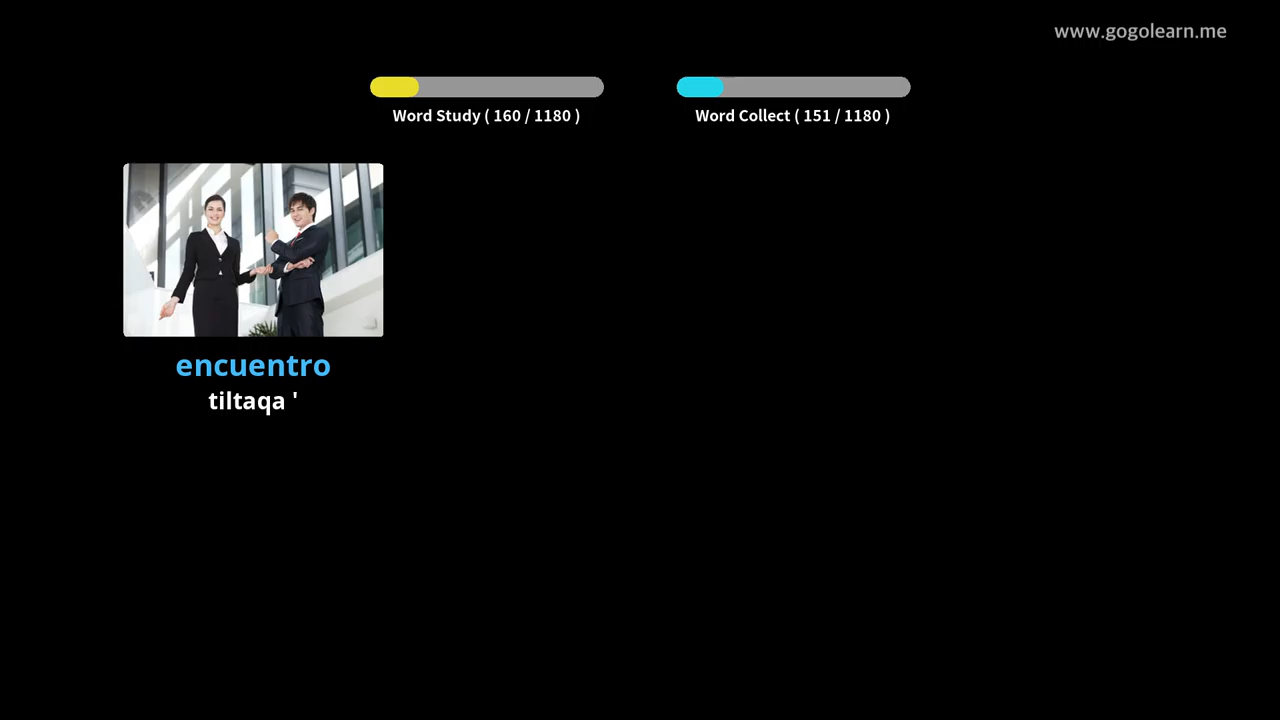 www.gogolearn.me
Word Study ( 160 / 1180 )
Word Collect ( 151 / 1180 )
encuentro
tiltaqa '